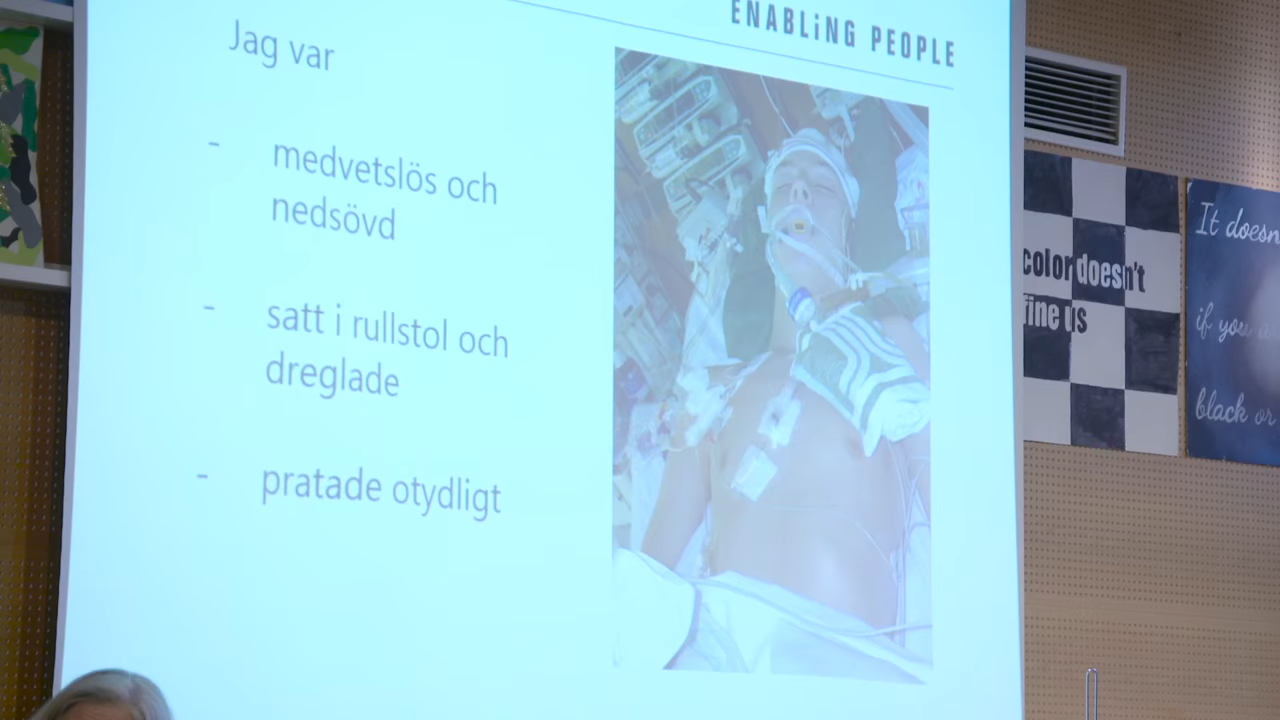 ENABLiNG PEOPLE
Jag var
- medvetslös och
nedsövd
- satt i rullstol och
dreglade
- pratade otydligt
color doesn't
fine us
It doesn
if you
black or